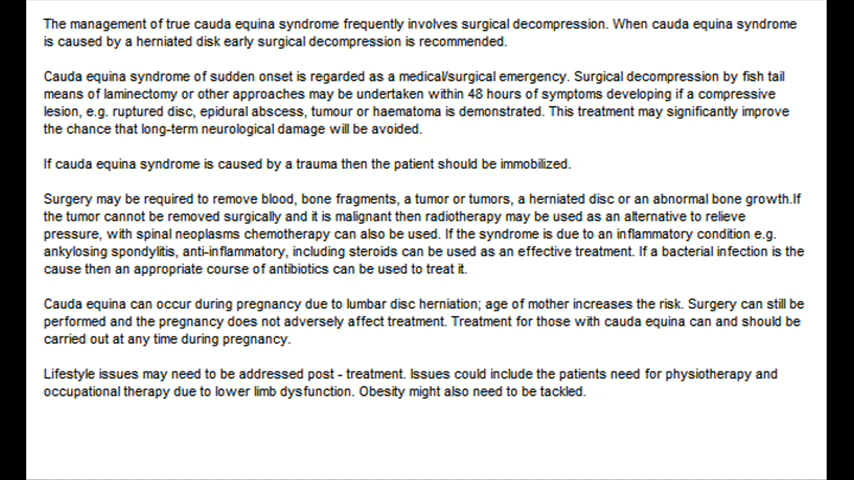 The management of true cauda equina syndrome frequently involves surgical decompression. When cauda equina syndrome
is caused by a herniated disk early surgical decompression is recommended.
Cauda equina syndrome of sudden onset is regarded as a medical/surgical emergency. Surgical decompression by fish tail
means of laminectomy or other approaches may be undertaken within 48 hours of symptoms developing if a compressive
lesion, e.g. ruptured disc, epidural abscess, tumour or haematoma is demonstrated. This treatment may significantly improve
the chance that long-term neurological damage will be avoided.
If cauda equina syndrome is caused by a trauma then the patient should be immobilized.
Surgery may be required to remove blood, bone fragments, a tumor or tumors, a herniated disc or an abnormal bone growth.If
the tumor cannot be removed surgically and it is malignant then radiotherapy may be used as an alternative to relieve
pressure, with spinal neoplasms chemotherapy can also be used. If the syndrome is due to an inflammatory condition e.g.
ankylosing spondylitis, anti-inflammatory, including steroids can be used as an effective treatment. If a bacterial infection is the
cause then an appropriate course of antibiotics can be used to treat it.
Cauda equina can occur during pregnancy due to lumbar disc herniation; age of mother increases the risk. Surgery can still be
performed and the pregnancy does not adversely affect treatment. Treatment for those with cauda equina can and should be
carried out at any time during pregnancy.
Lifestyle issues may need to be addressed post - treatment. Issues could include the patients need for physiotherapy and
occupational therapy due to lower limb dysfunction. Obesity might also need to be tackled.